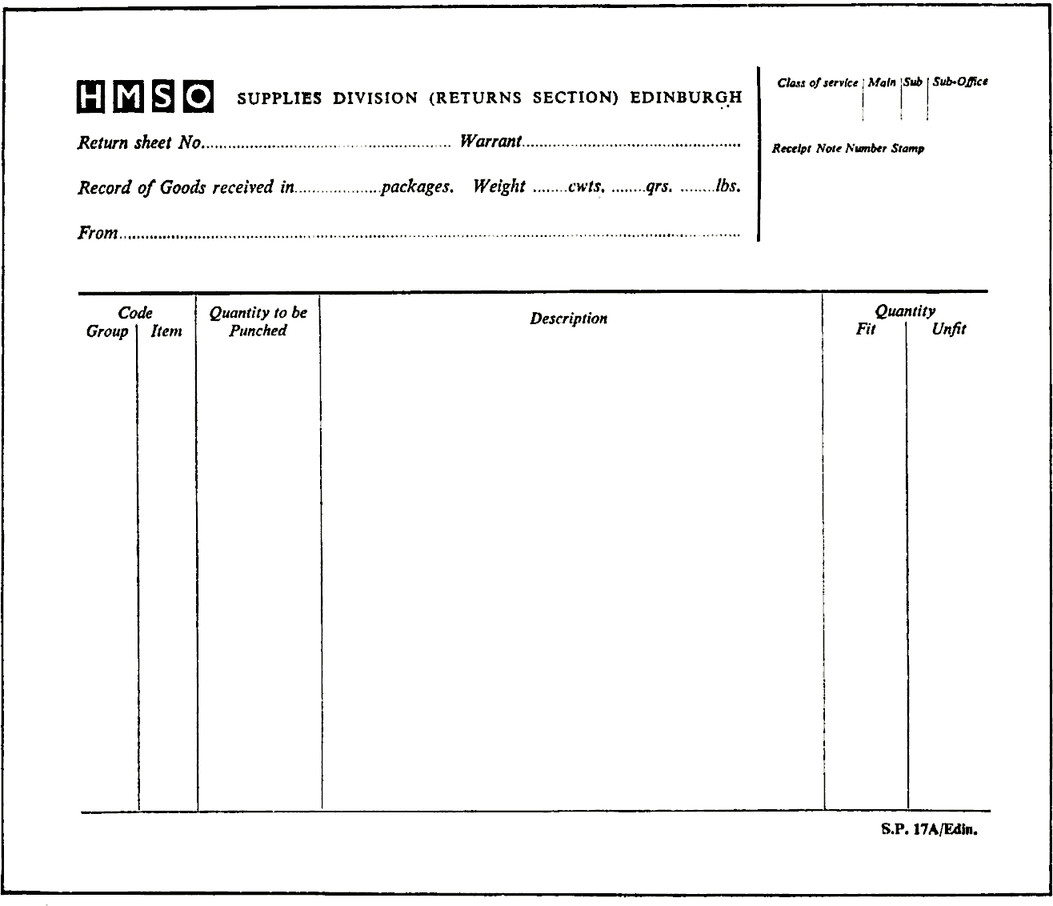 HMSO SUPPLIES DIVISION (RETURNS SECTION) EDINBURGH
Class of service Main Sub Sub-Office
Return sheet No.................................................. Warrant.................................................
Receipt Note Number Stamp
Record of Goods received in...................packages. Weight ........cwts. ........qrs. ........lbs.
From..................................................................................................................
Code Quantity to be Punched Description Quantity
Group Item Fit Unfit
S.P. 17A/Edin.